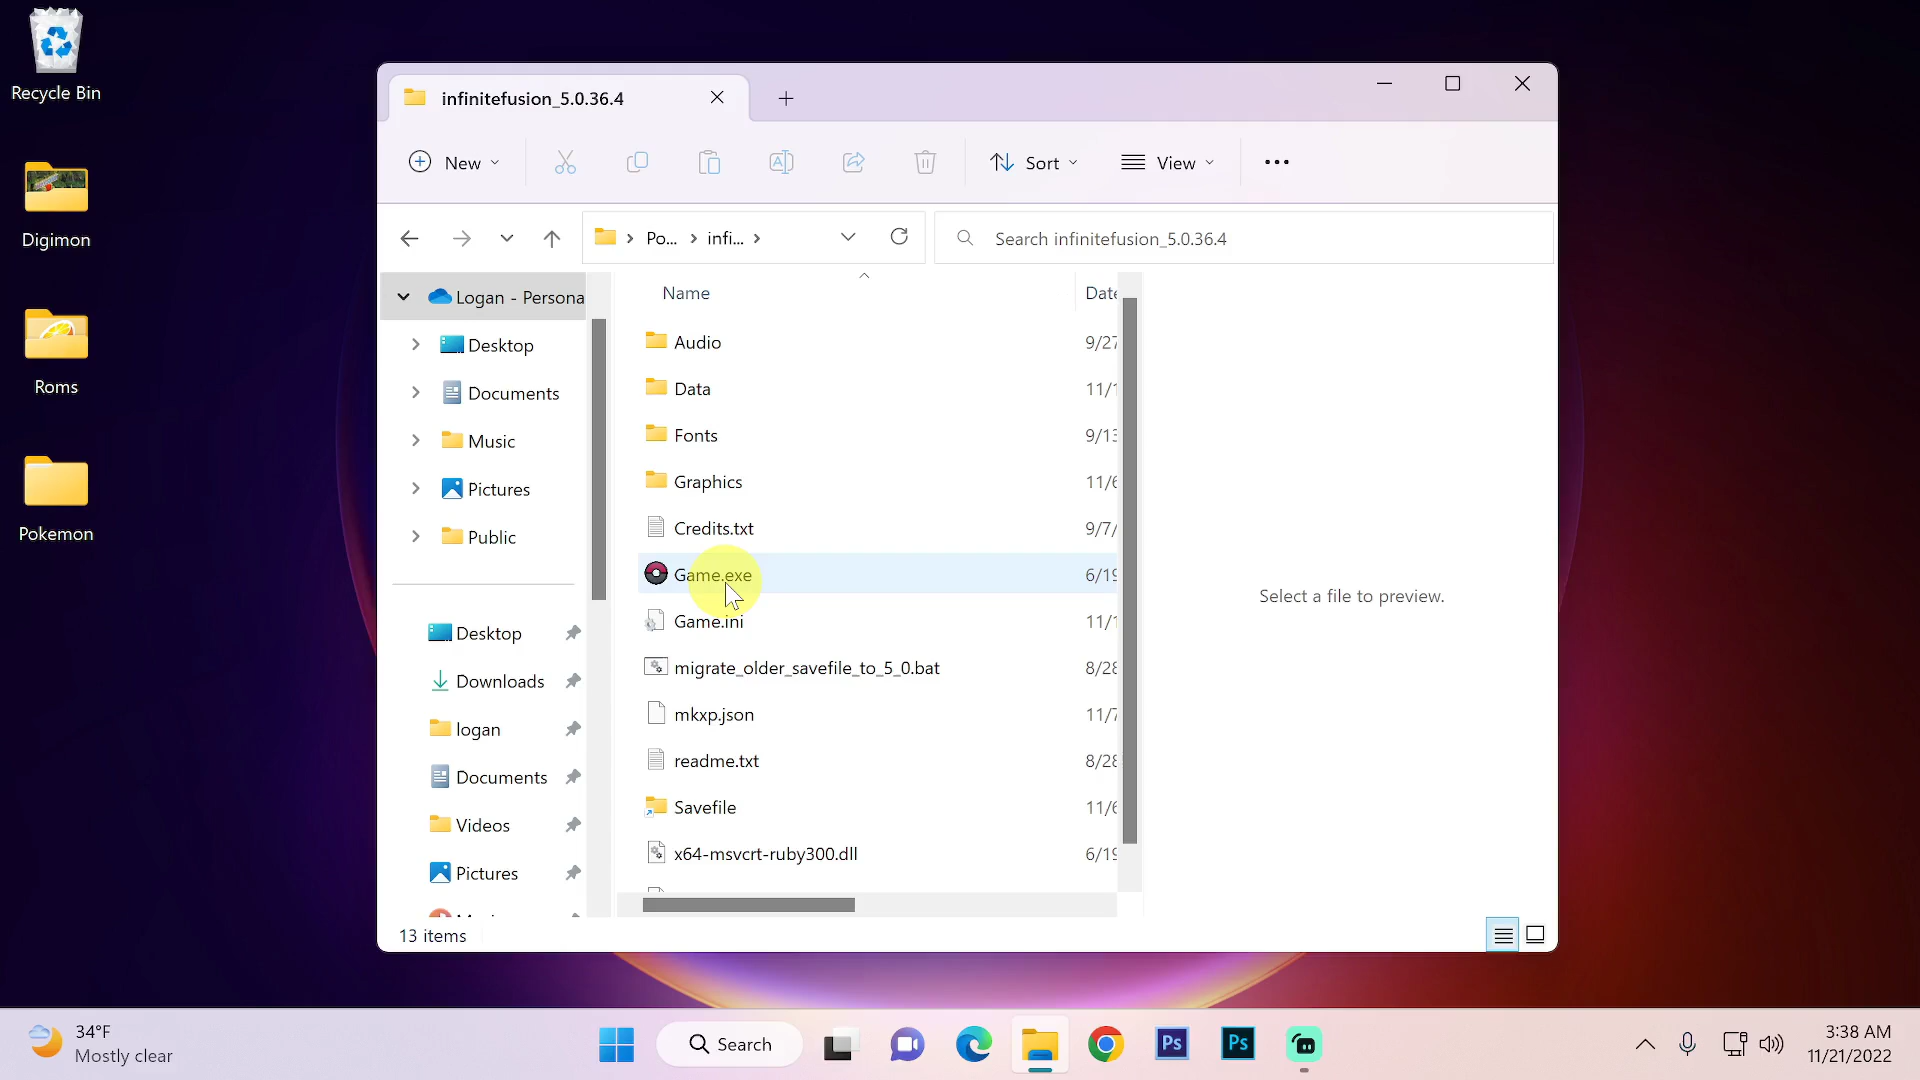 Recycle Bin
Digimon
Roms
Pokemon
infinitefusion_5.0.36.4
New
Sort
View
Po...
infi...
Search infinitefusion_5.0.36.4
Logan - Persona
Desktop
Documents
Music
Pictures
Public
Desktop
Downloads
logan
Documents
Videos
Pictures
Name
Date
Audio 9/27
Data 11/1
Fonts 9/13
Graphics 11/6
Credits.txt 9/7/
Game.exe 6/19
Game.ini 11/1
migrate_older_savefile_to_5_0.bat 8/28
mkxp.json 11/7
readme.txt 8/28
Savefile 11/6
x64-msvcrt-ruby300.dll 6/19
Select a file to preview.
13 items
34°F
Mostly clear
Search
Ps
Ps
3:38 AM
11/21/2022